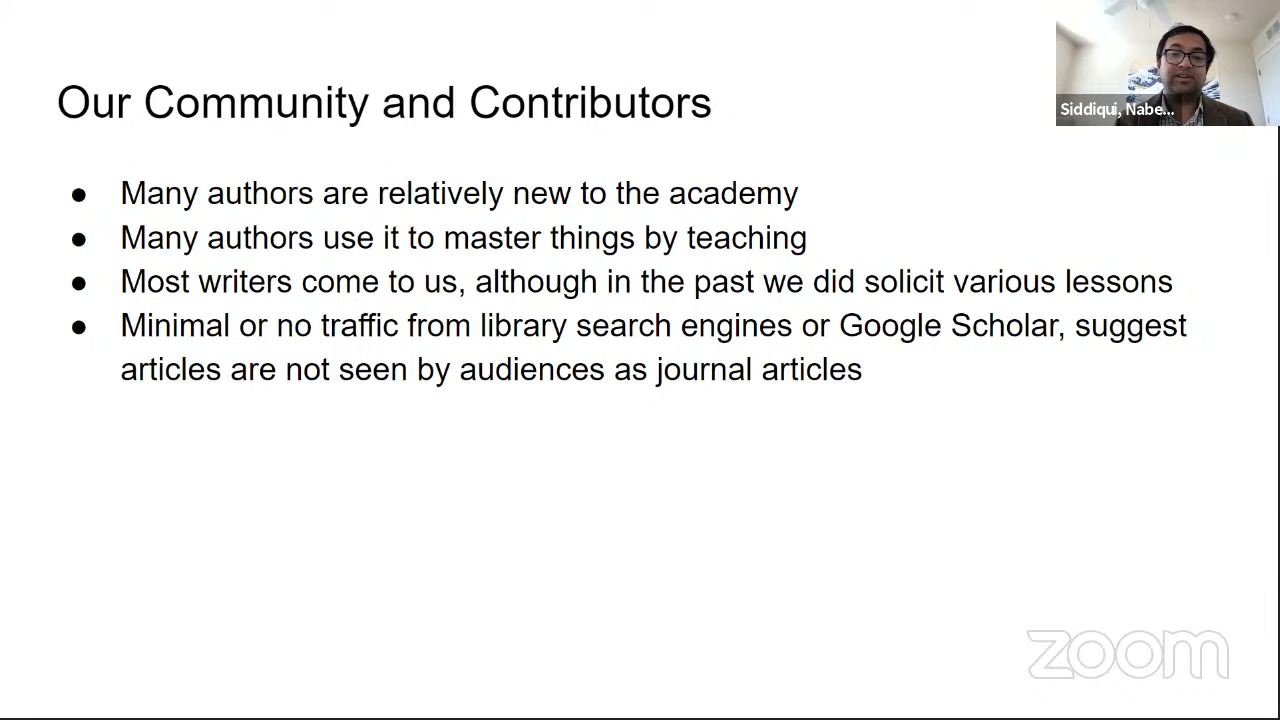 Our Community and Contributors
Siddiqui, Nabe...
● Many authors are relatively new to the academy
● Many authors use it to master things by teaching
● Most writers come to us, although in the past we did solicit various lessons
● Minimal or no traffic from library search engines or Google Scholar, suggest
articles are not seen by audiences as journal articles
zoom